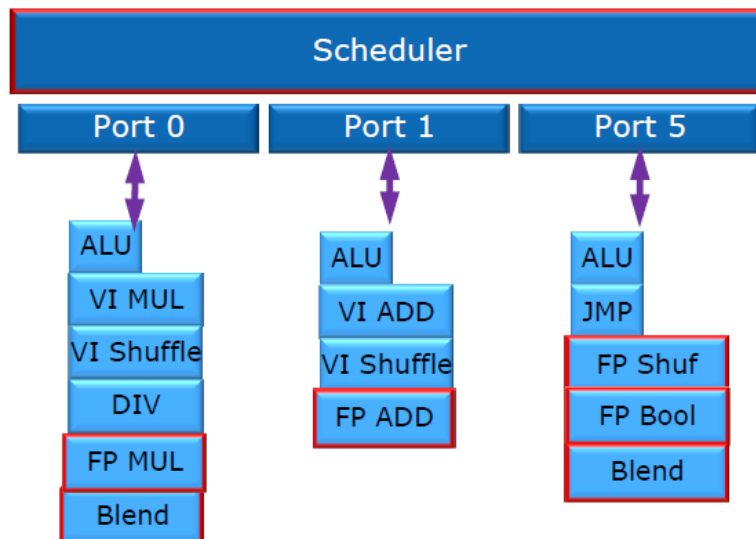 Scheduler
Port 0
Port 1
Port 5
ALU
VI MUL
VI Shuffle
DIV
FP MUL
Blend
ALU
VI ADD
VI Shuffle
FP ADD
ALU
JMP
FP Shuf
FP Bool
Blend